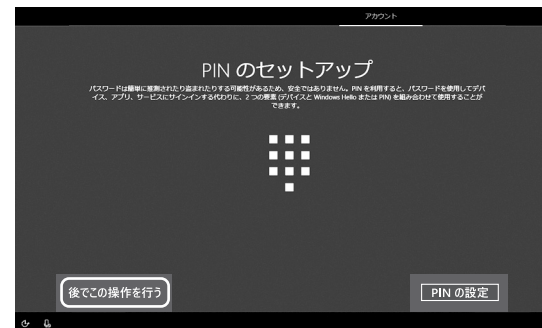 アカウント
PIN のセットアップ
パスワードは簡単に推測されたり盗まれたりする可能性があるため、安全ではありません。PIN を利用すると、パスワードを使用してデバ
イス、アプリ、サービスにサインインする代わりに、2 つの要素 (デバイスと Windows Hello または PIN) を組み合わせて使用することが
できます。
後でこの操作を行う
PIN の設定